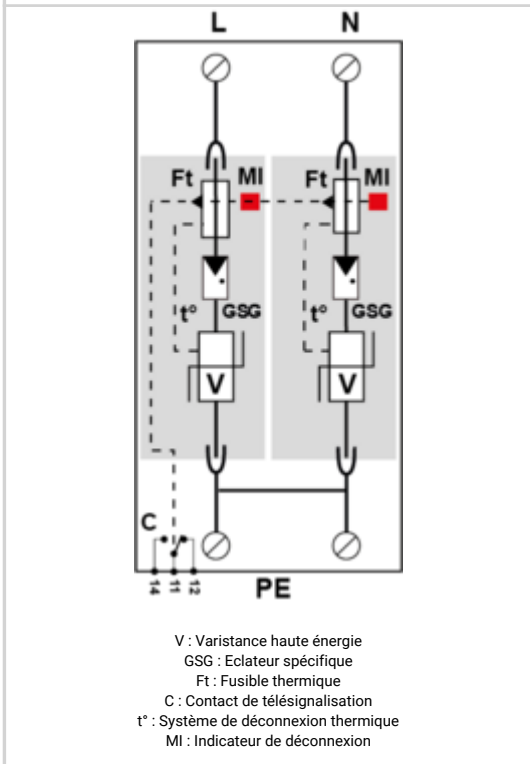 L N
Ft MI Ft MI
t° GSG t° GSG
V V
C
14 11 12
PE
V : Varistance haute énergie
GSG : Eclateur spécifique
Ft : Fusible thermique
C : Contact de télésignalisation
t° : Système de déconnexion thermique
MI : Indicateur de déconnexion